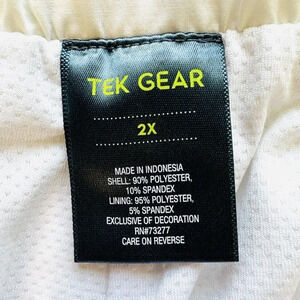 TEK GEAR
2X
MADE IN INDONESIA
SHELL: 90% POLYESTER,
10% SPANDEX
LINING: 95% POLYESTER,
5% SPANDEX
EXCLUSIVE OF DECORATION
RN#73277
CARE ON REVERSE